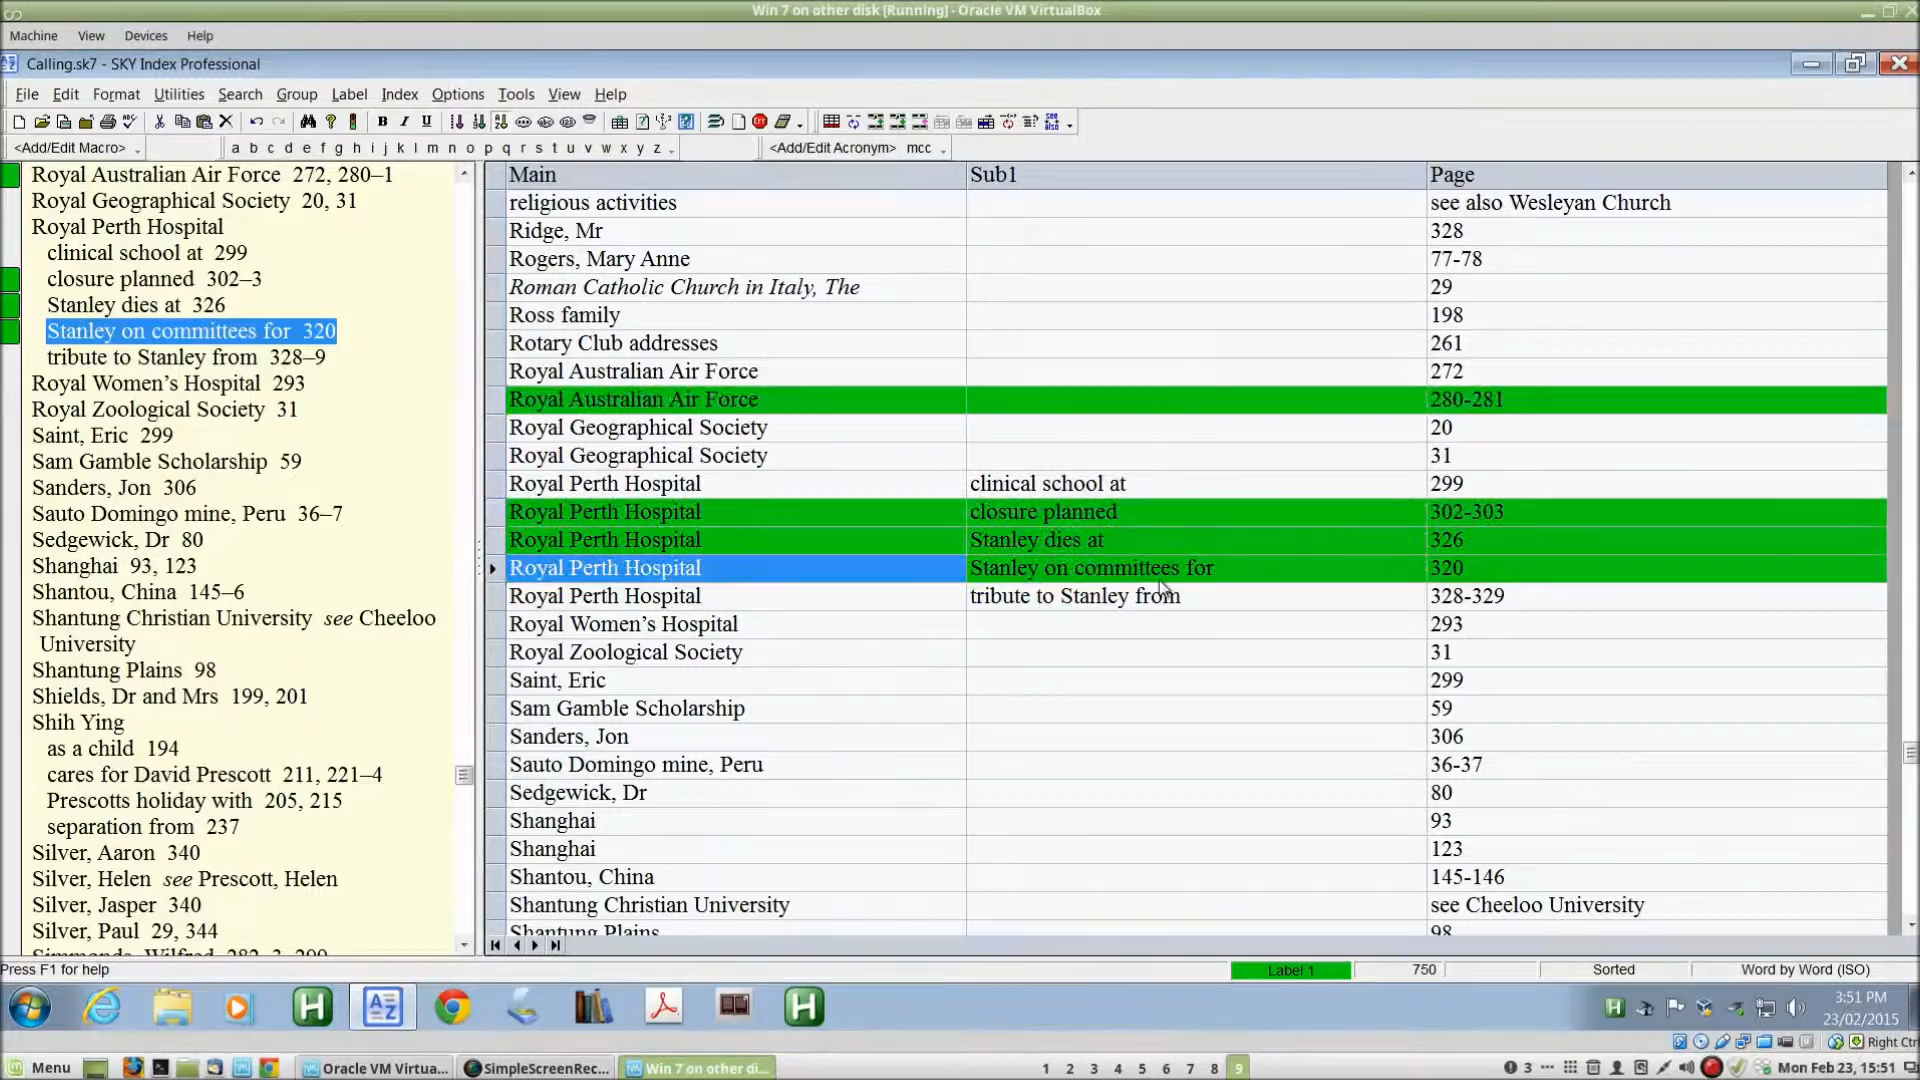 Win 7 on other disk [Running] - Oracle VM VirtualBox
Machine View Devices Help
Calling.sk7 - SKY Index Professional
File Edit Format Utilities Search Group Label Index Options Tools View Help
<Add/Edit Macro> a b c d e f g h i j k l m n o p q r s t u v w x y z <Add/Edit Acronym> mcc
Royal Australian Air Force 272, 280–1
Royal Geographical Society 20, 31
Royal Perth Hospital
clinical school at 299
closure planned 302–3
Stanley dies at 326
Stanley on committees for 320
tribute to Stanley from 328–9
Royal Women’s Hospital 293
Royal Zoological Society 31
Saint, Eric 299
Sam Gamble Scholarship 59
Sanders, Jon 306
Sauto Domingo mine, Peru 36–7
Sedgewick, Dr 80
Shanghai 93, 123
Shantou, China 145–6
Shantung Christian University see Cheeloo
University
Shantung Plains 98
Shields, Dr and Mrs 199, 201
Shih Ying
as a child 194
cares for David Prescott 211, 221–4
Prescotts holiday with 205, 215
separation from 237
Silver, Aaron 340
Silver, Helen see Prescott, Helen
Silver, Jasper 340
Silver, Paul 29, 344
Simmonds, Wilfred 282–3, 299
Main Sub1 Page
religious activities see also Wesleyan Church
Ridge, Mr 328
Rogers, Mary Anne 77-78
Roman Catholic Church in Italy, The 29
Ross family 198
Rotary Club addresses 261
Royal Australian Air Force 272
Royal Australian Air Force 280-281
Royal Geographical Society 20
Royal Geographical Society 31
Royal Perth Hospital clinical school at 299
Royal Perth Hospital closure planned 302-303
Royal Perth Hospital Stanley dies at 326
Royal Perth Hospital Stanley on committees for 320
Royal Perth Hospital tribute to Stanley from 328-329
Royal Women’s Hospital 293
Royal Zoological Society 31
Saint, Eric 299
Sam Gamble Scholarship 59
Sanders, Jon 306
Sauto Domingo mine, Peru 36-37
Sedgewick, Dr 80
Shanghai 93
Shanghai 123
Shantou, China 145-146
Shantung Christian University see Cheeloo University
Shantung Plains 98
Press F1 for help Label 1 750 Sorted Word by Word (ISO)
3:51 PM
23/02/2015
Right Ctrl
Menu Oracle VM Virtua... SimpleScreenRec... Win 7 on other di... 1 2 3 4 5 6 7 8 9 3 Mon Feb 23, 15:51